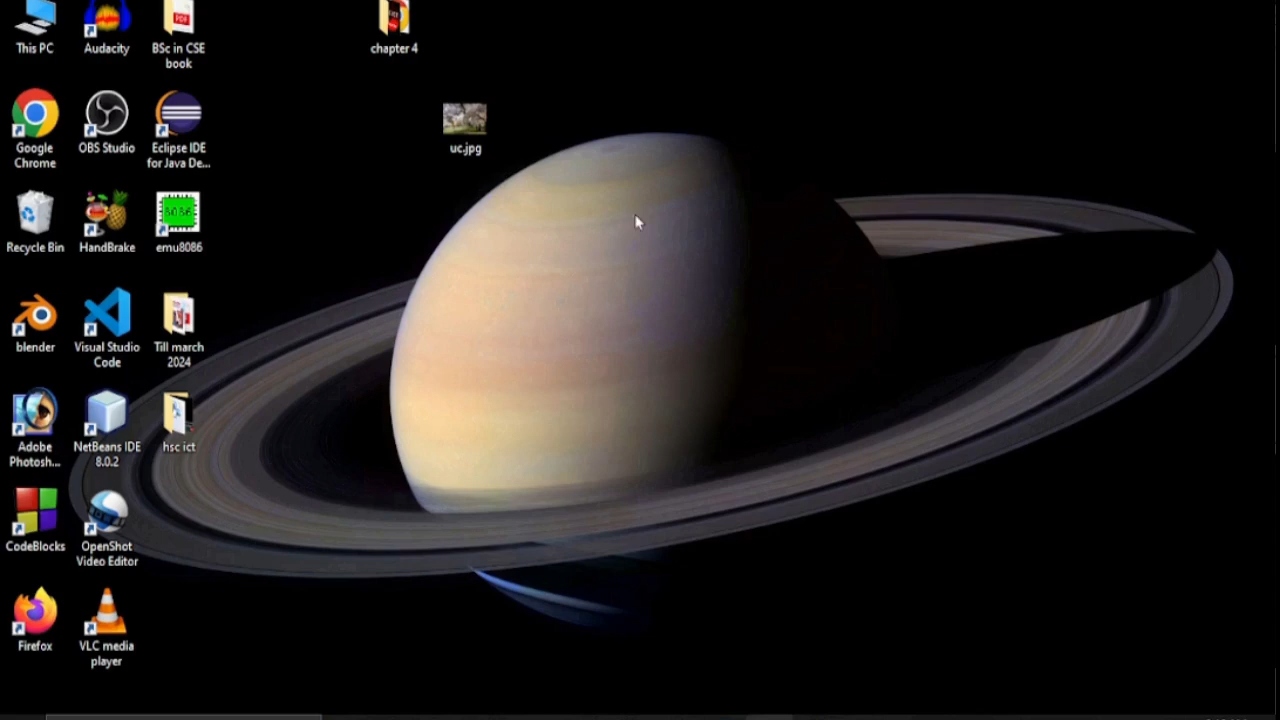 This PC
Audacity
BSc in CSE
book
chapter 4
Google
Chrome
OBS Studio
Eclipse IDE
for Java De...
uc.jpg
Recycle Bin
HandBrake
8086
emu8086
blender
Visual Studio
Code
Till march
2024
Adobe
Photosh...
NetBeans IDE
8.0.2
hsc ict
CodeBlocks
OpenShot
Video Editor
Firefox
VLC media
player
PDF